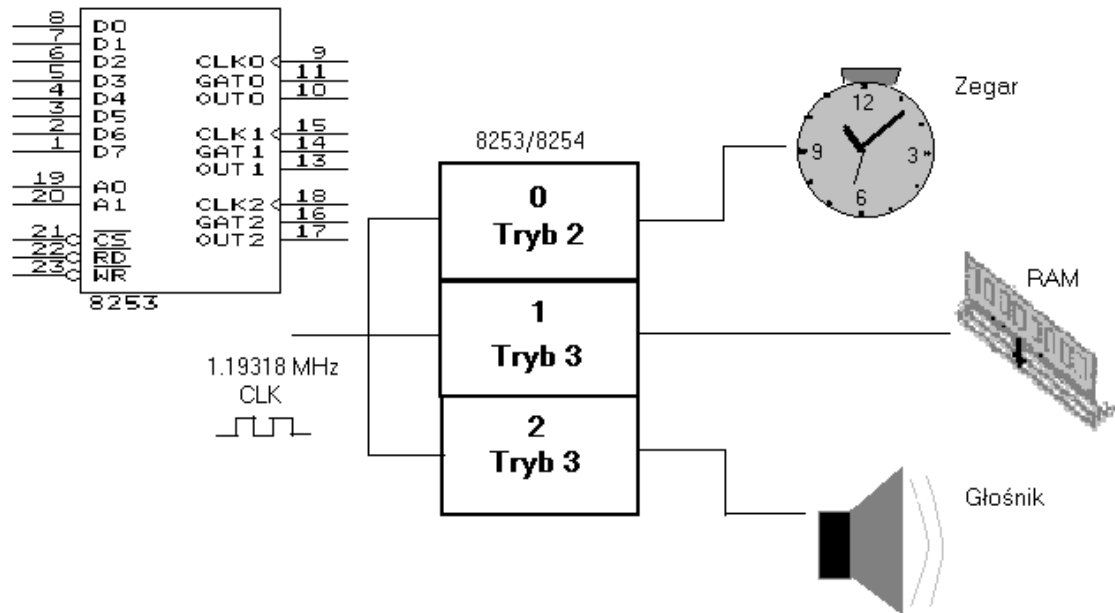 8 D0
7 D1
6 D2 CLK0 9
5 D3 GAT0 11
4 D4 OUT0 10
3 D5
2 D6 CLK1 15
1 D7 GAT1 14
OUT1 13
19 A0
20 A1 CLK2 18
GAT2 16
21 CS OUT2 17
22 RD
23 WR
8253
8253/8254
0
Tryb 2
1
Tryb 3
2
Tryb 3
1.19318 MHz
CLK
12
9 3
6
Zegar
RAM
Głośnik